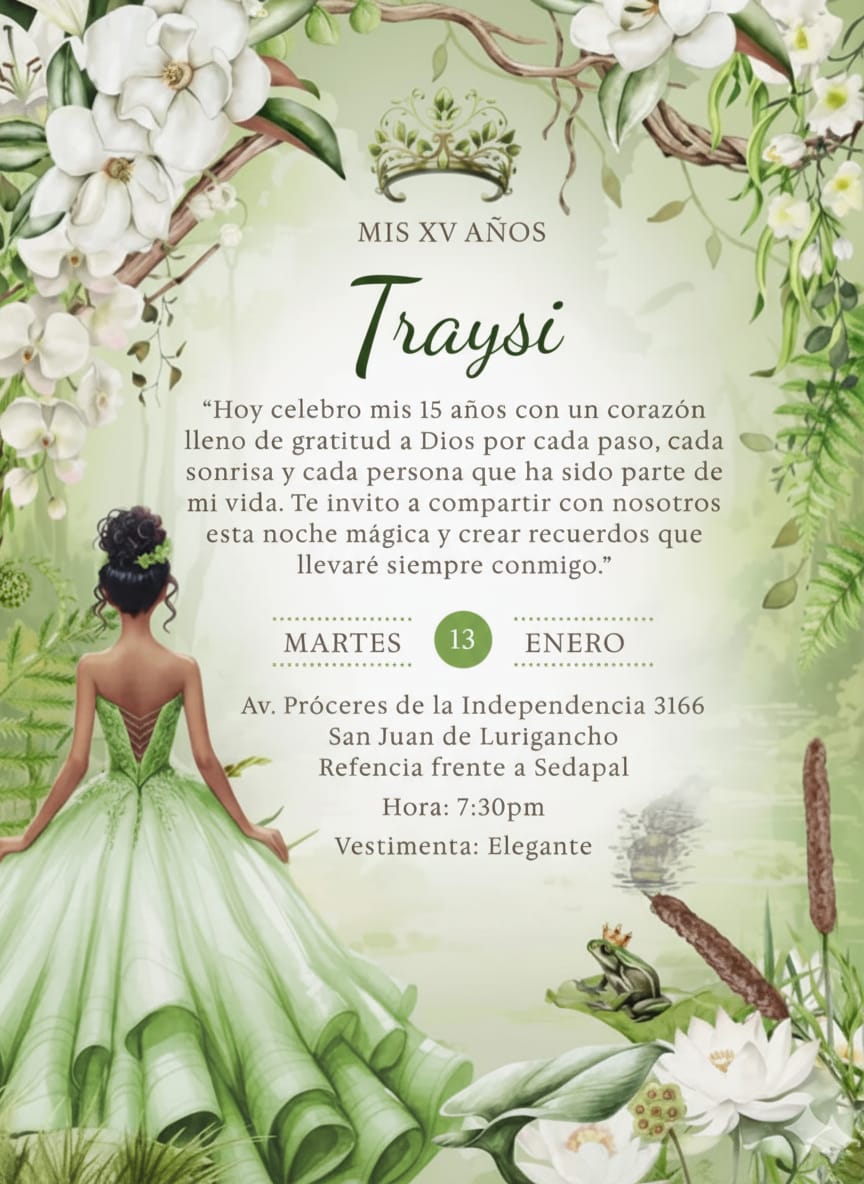 MIS XV AÑOS
Traysi
“Hoy celebro mis 15 años con un corazón
lleno de gratitud a Dios por cada paso, cada
sonrisa y cada persona que ha sido parte de
mi vida. Te invito a compartir con nosotros
esta noche mágica y crear recuerdos que
llevaré siempre conmigo.”
MARTES 13 ENERO
Av. Próceres de la Independencia 3166
San Juan de Lurigancho
Refencia frente a Sedapal
Hora: 7:30pm
Vestimenta: Elegante